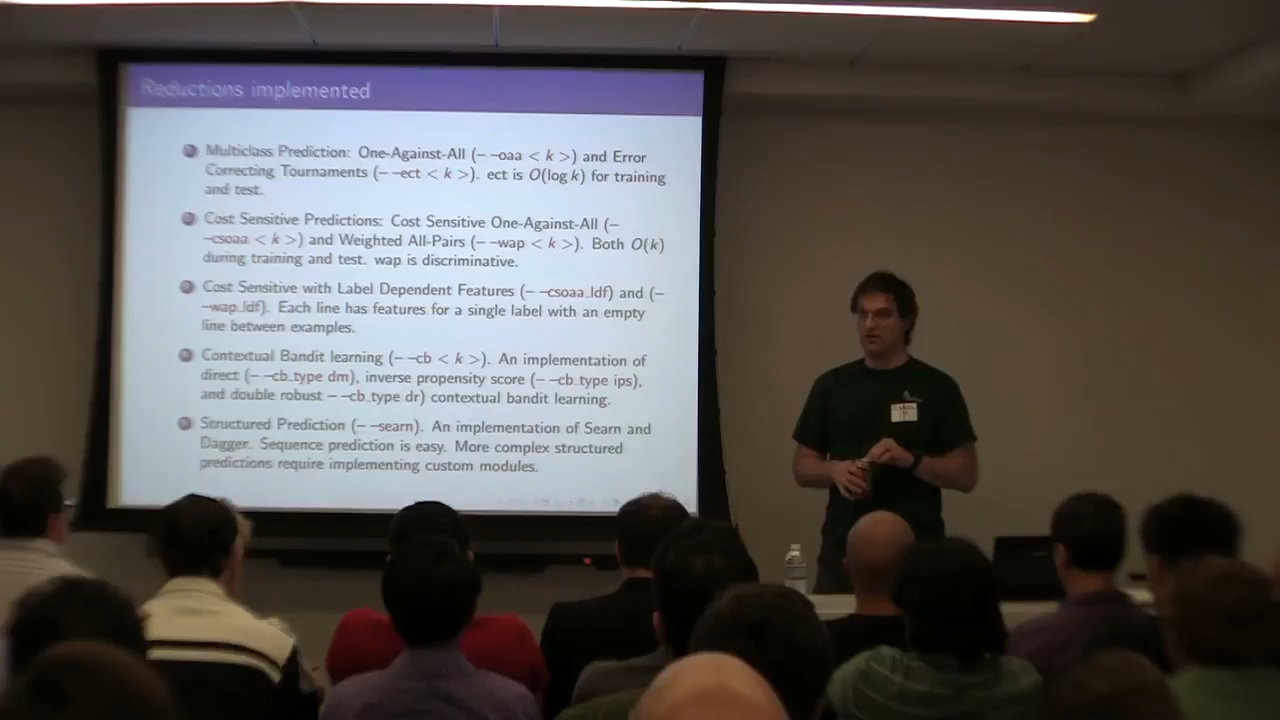 Reductions implemented
Multiclass Prediction: One-Against-All (- -oaa < k >) and Error
Correcting Tournaments (- -ect < k >). ect is O(log k) for training
and test.
Cost Sensitive Predictions: Cost Sensitive One-Against-All (-
-csoaa < k >) and Weighted All-Pairs (- -wap < k >). Both O(k)
during training and test. wap is discriminative.
Cost Sensitive with Label Dependent Features (- -csoaa_ldf) and (-
-wap_ldf). Each line has features for a single label with an empty
line between examples.
Contextual Bandit learning (- -cb < k >). An implementation of
direct (- -cb_type dm), inverse propensity score (- -cb_type ips),
and double robust - -cb_type dr) contextual bandit learning.
Structured Prediction (- -searn). An implementation of Searn and
Dagger. Sequence prediction is easy. More complex structured
predictions require implementing custom modules.